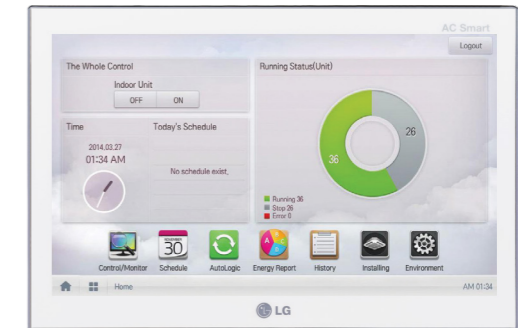 AC Smart
Logout
The Whole Control
Indoor Unit
OFF ON
Running Status(Unit)
Time
Today's Schedule
2014.03.27
01:34 AM
No schedule exist,
26
36
Running 36
Stop 26
Error 0
30
Control/Monitor
Schedule
AutoLogic
Energy Report
History
Installing
Environment
Home
AM 01:34
LG